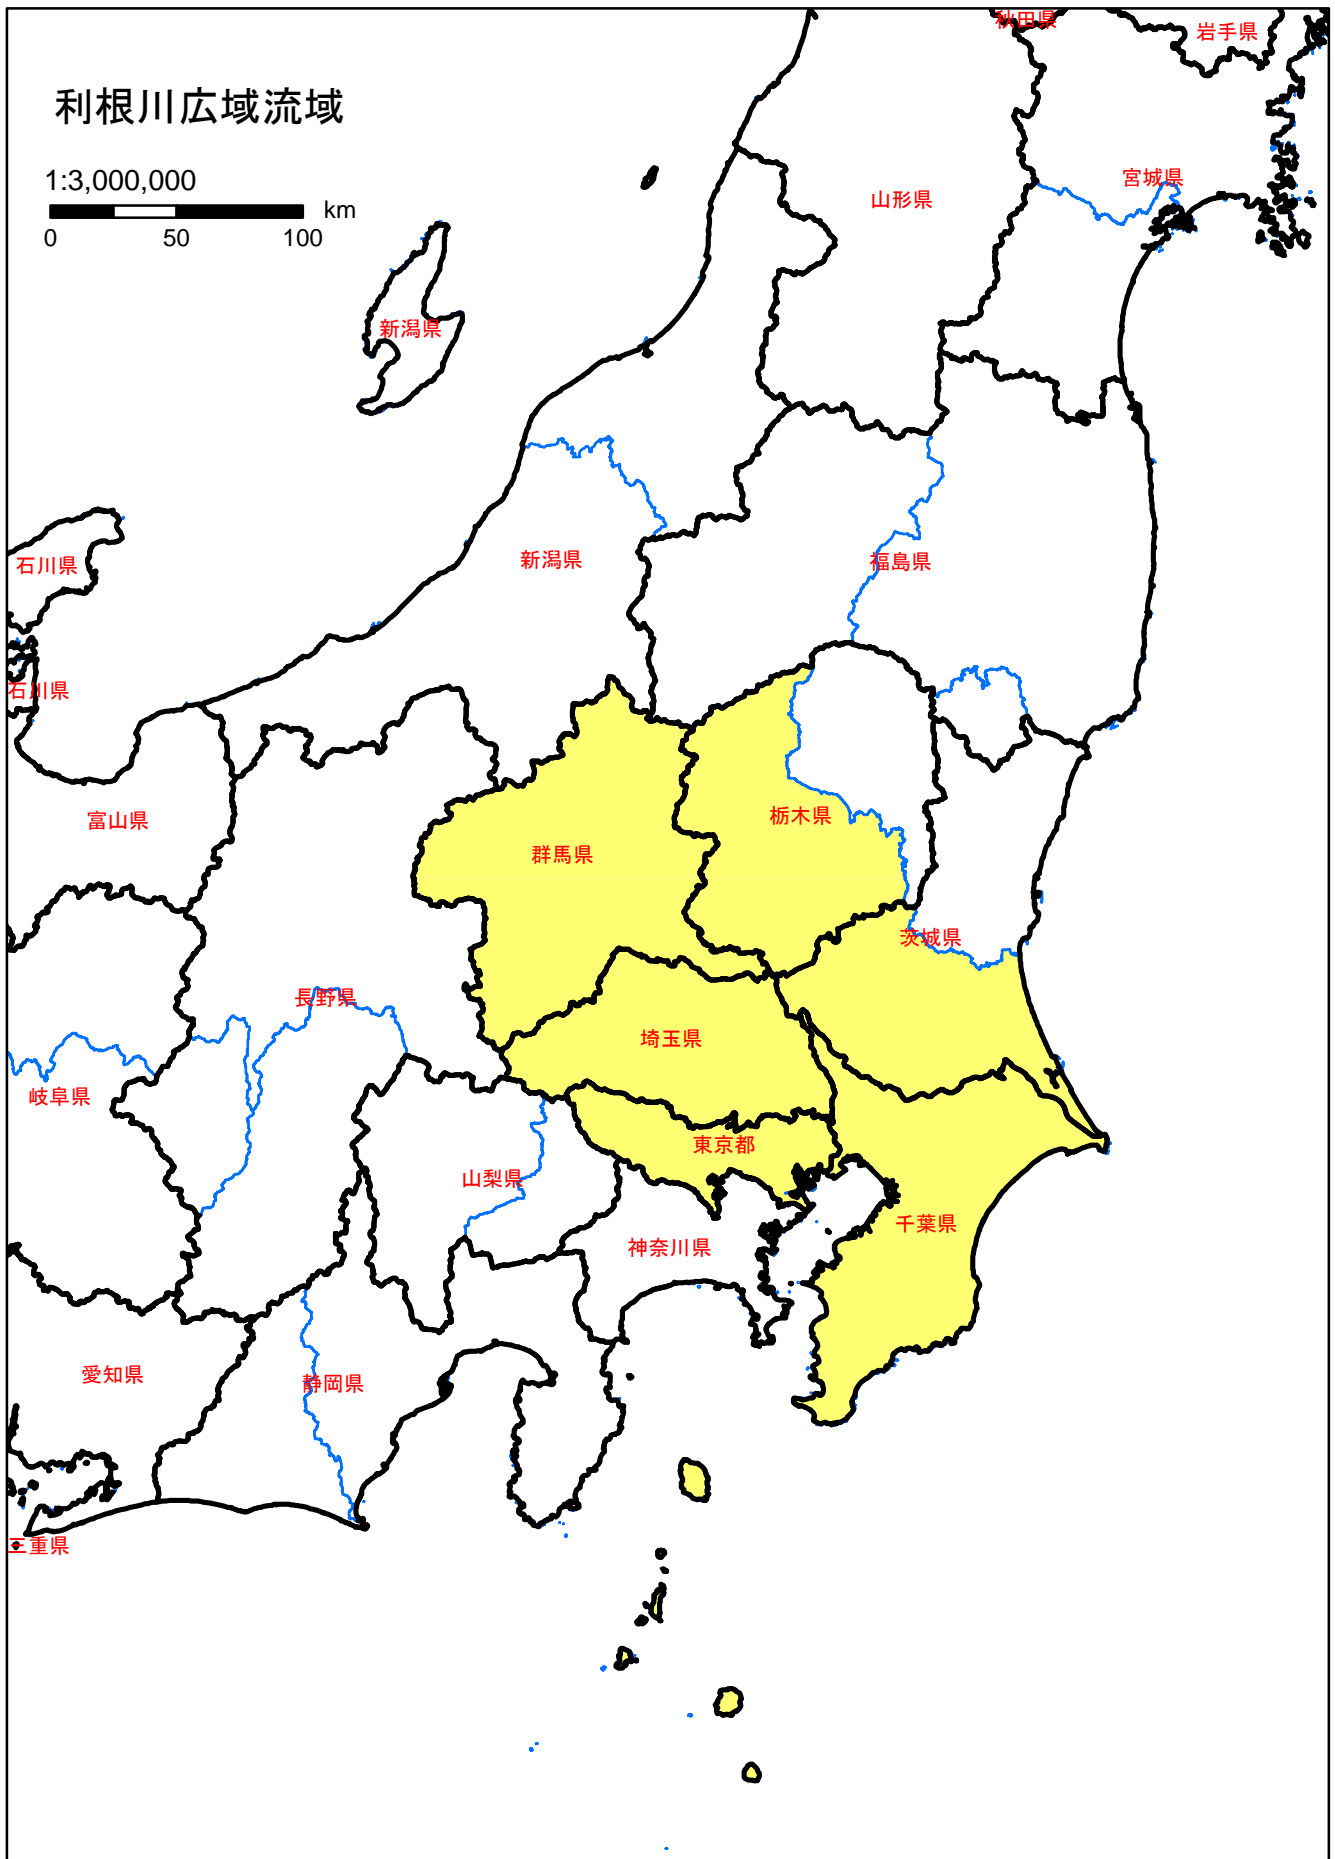 秋田県
岩手県
利根川広域流域
1:3,000,000
km
0 50 100
宮城県
山形県
新潟県
石川県
新潟県
福島県
石川県
富山県
栃木県
群馬県
茨城県
長野県
埼玉県
岐阜県
東京都
山梨県
千葉県
神奈川県
愛知県
静岡県
三重県